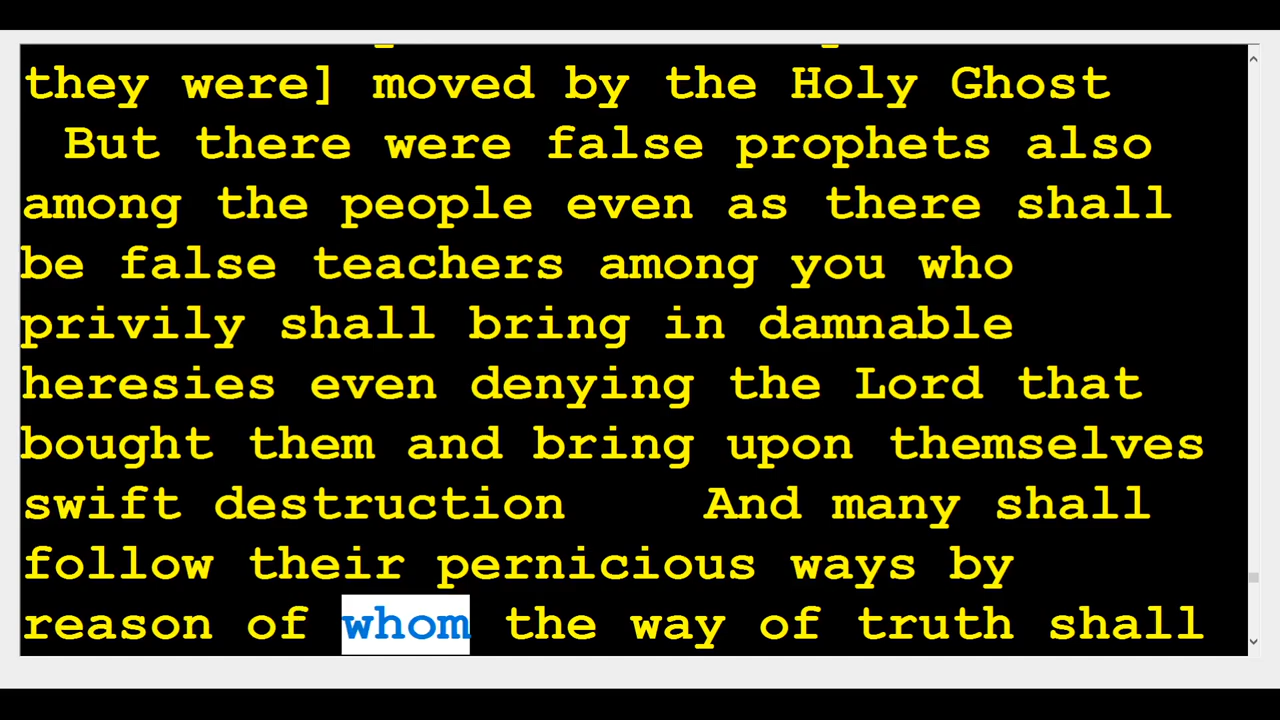 they were] moved by the Holy Ghost
But there were false prophets also
among the people even as there shall
be false teachers among you who
privily shall bring in damnable
heresies even denying the Lord that
bought them and bring upon themselves
swift destruction And many shall
follow their pernicious ways by
reason of whom the way of truth shall